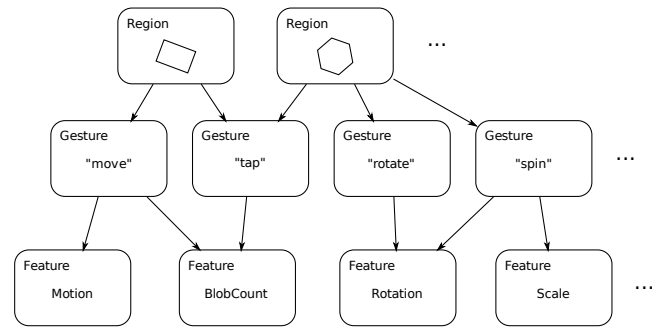 Region
Region
...
Gesture
"move"
Gesture
"tap"
Gesture
"rotate"
Gesture
"spin"
...
Feature
Motion
Feature
BlobCount
Feature
Rotation
Feature
Scale
...